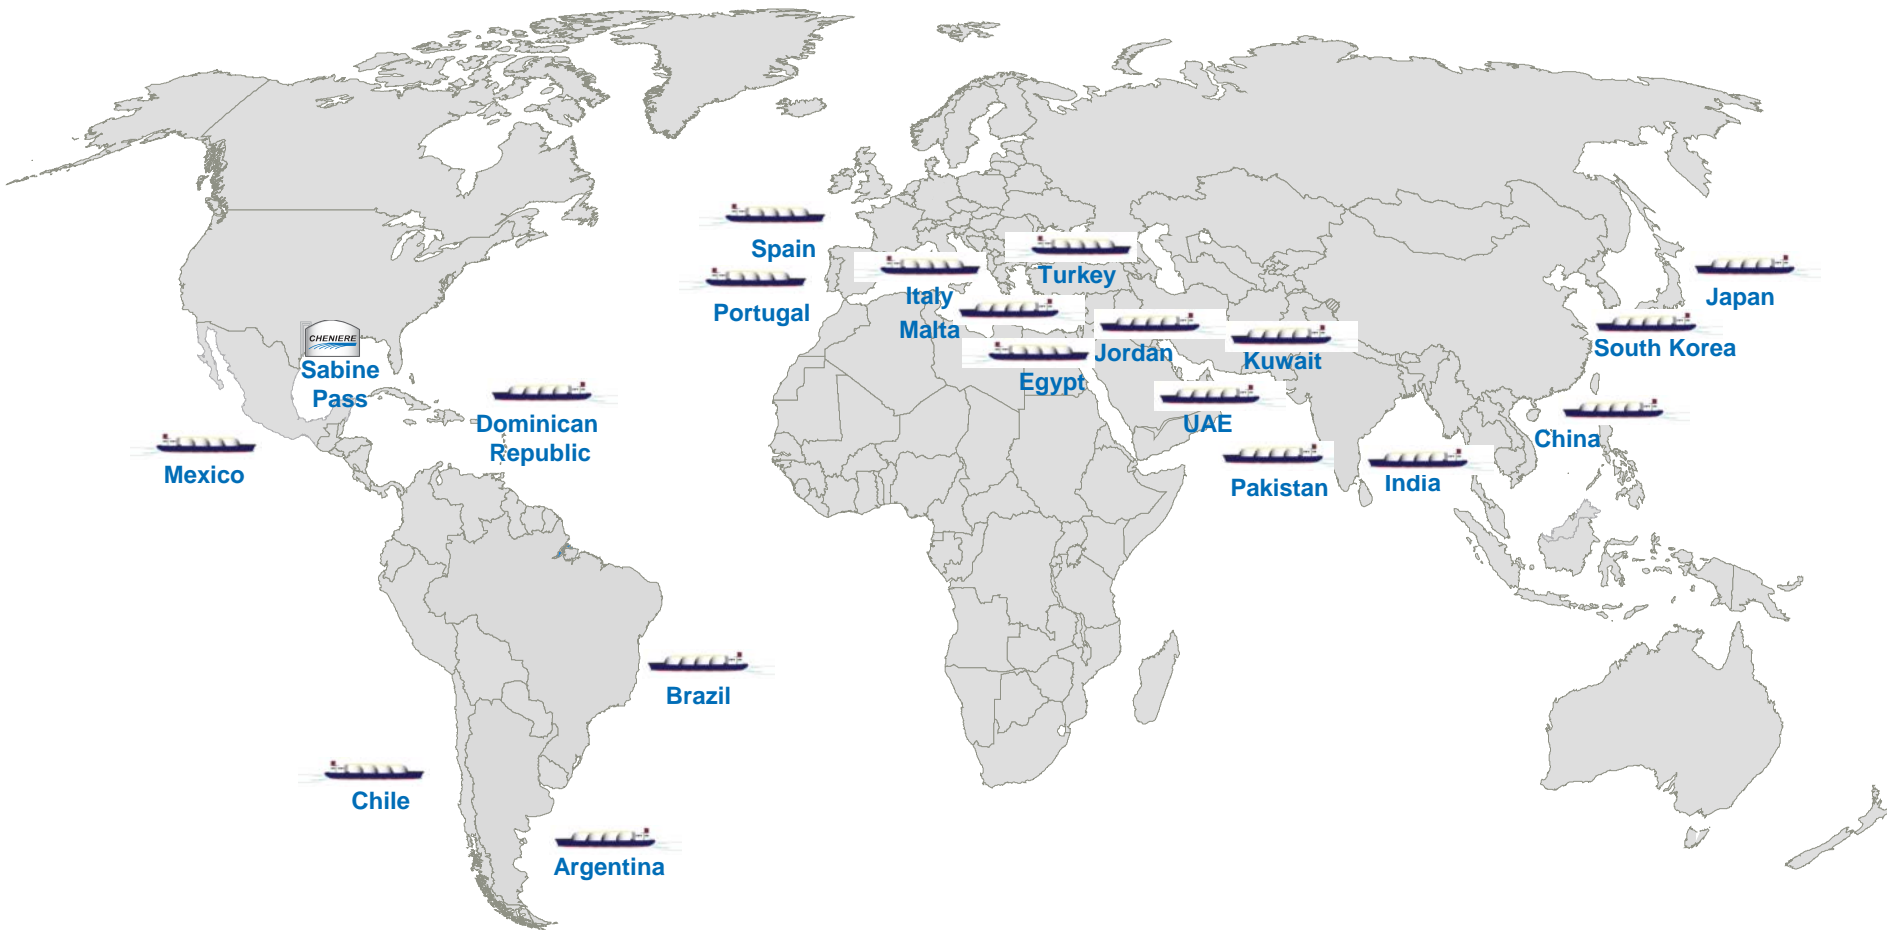 Spain
Turkey
Portugal
Italy
Malta
Japan
CHENIERE
Sabine
Pass
Jordan
Kuwait
South Korea
Egypt
Dominican
Republic
UAE
China
Mexico
Pakistan
India
Brazil
Chile
Argentina